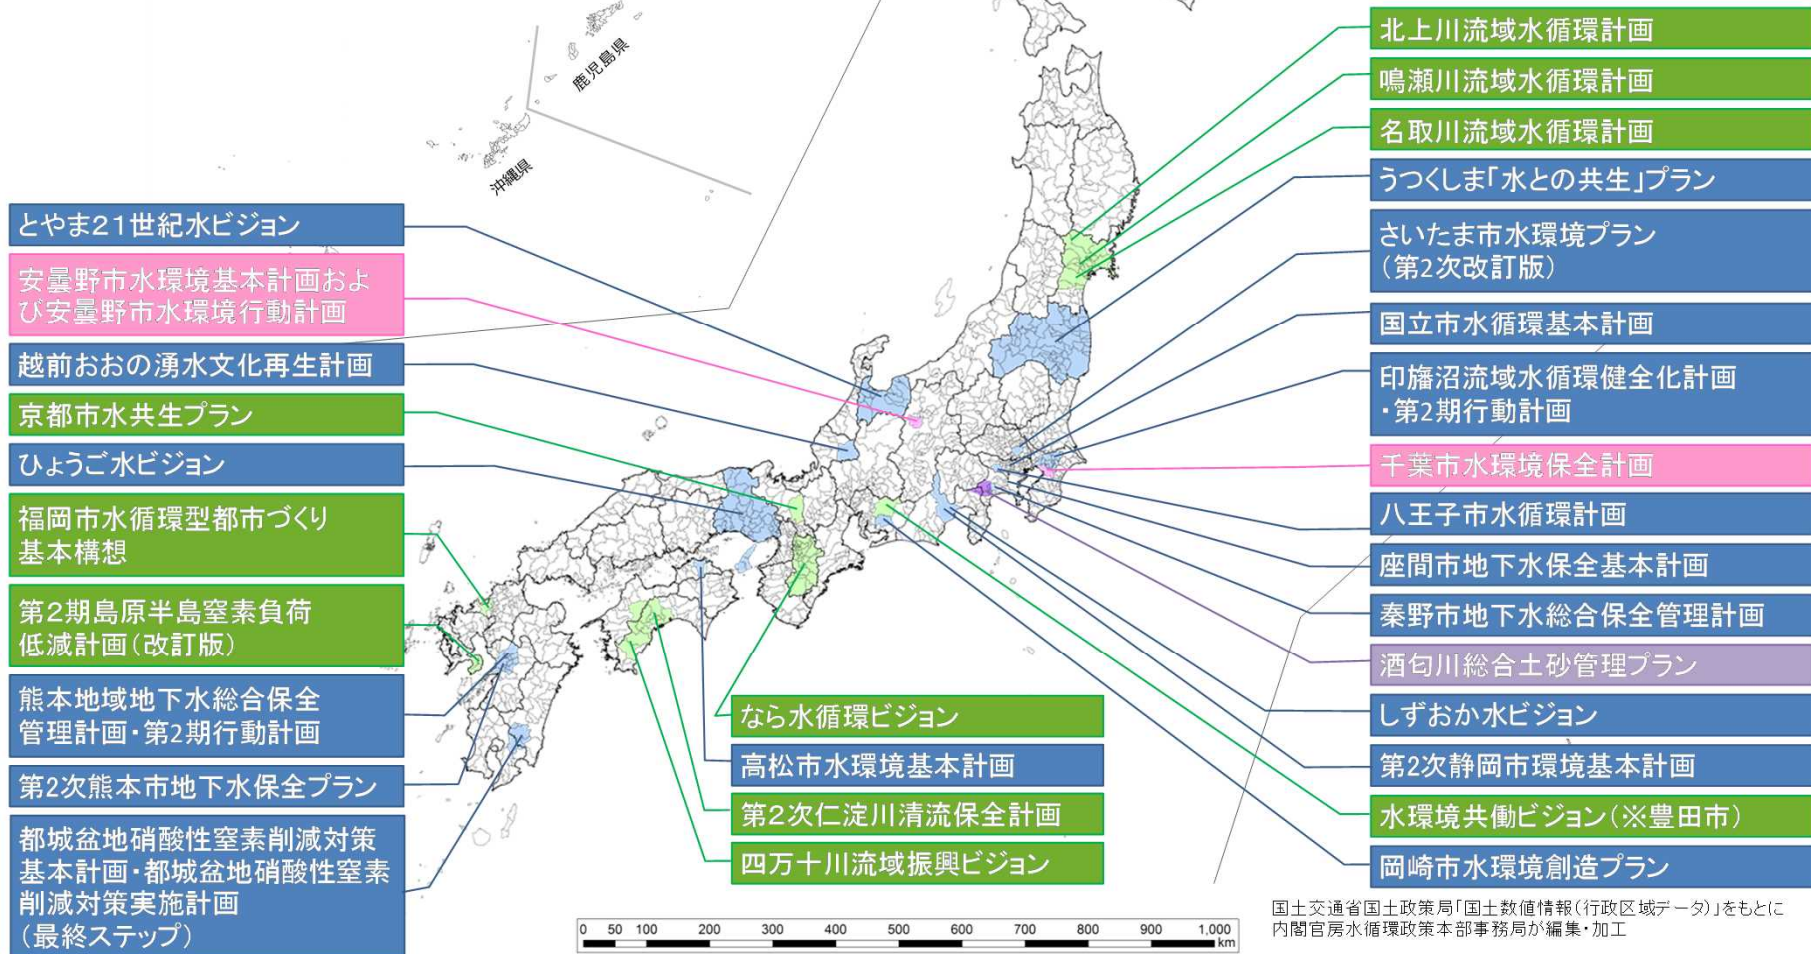 鹿児島県
沖縄県
とやま21世紀水ビジョン
安曇野市水環境基本計画およ
び安曇野市水環境行動計画
越前おおの湧水文化再生計画
京都市水共生プラン
ひょうご水ビジョン
福岡市水循環型都市づくり
基本構想
第2期島原半島窒素負荷
低減計画(改訂版)
熊本地域地下水総合保全
管理計画・第2期行動計画
第2次熊本市地下水保全プラン
都城盆地硝酸性窒素削減対策
基本計画・都城盆地硝酸性窒素
削減対策実施計画
(最終ステップ)
なら水循環ビジョン
高松市水環境基本計画
第2次仁淀川清流保全計画
四万十川流域振興ビジョン
北上川流域水循環計画
鳴瀬川流域水循環計画
名取川流域水循環計画
うつくしま「水との共生」プラン
さいたま市水環境プラン
(第2次改訂版)
国立市水循環基本計画
印旛沼流域水循環健全化計画
・第2期行動計画
千葉市水環境保全計画
八王子市水循環計画
座間市地下水保全基本計画
秦野市地下水総合保全管理計画
酒匂川総合土砂管理プラン
しずおか水ビジョン
第2次静岡市環境基本計画
水環境共働ビジョン(※豊田市)
岡崎市水環境創造プラン
0 50 100 200 300 400 500 600 700 800 900 1,000
km
国土交通省国土政策局「国土数値情報(行政区域データ)」をもとに
内閣官房水循環政策本部事務局が編集・加工